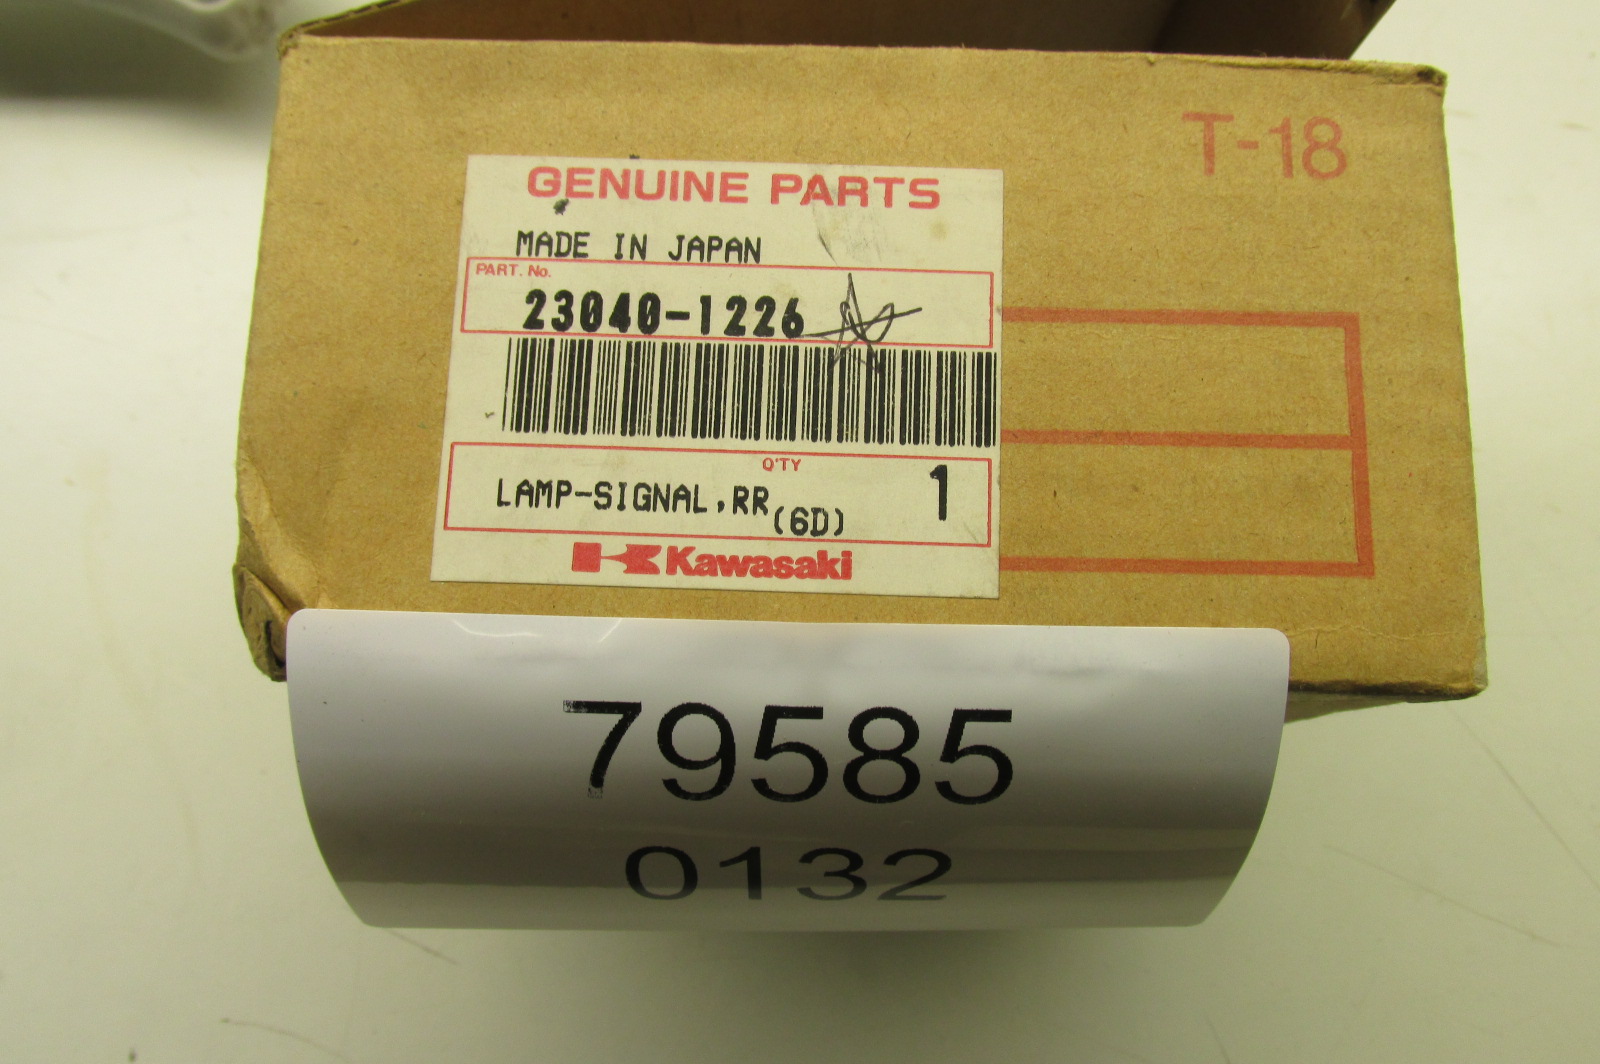 T-18
GENUINE PARTS
MADE IN JAPAN
PART. No.
23040-1226
Q'TY
LAMP-SIGNAL,RR(6D) 1
Kawasaki
79585
0132